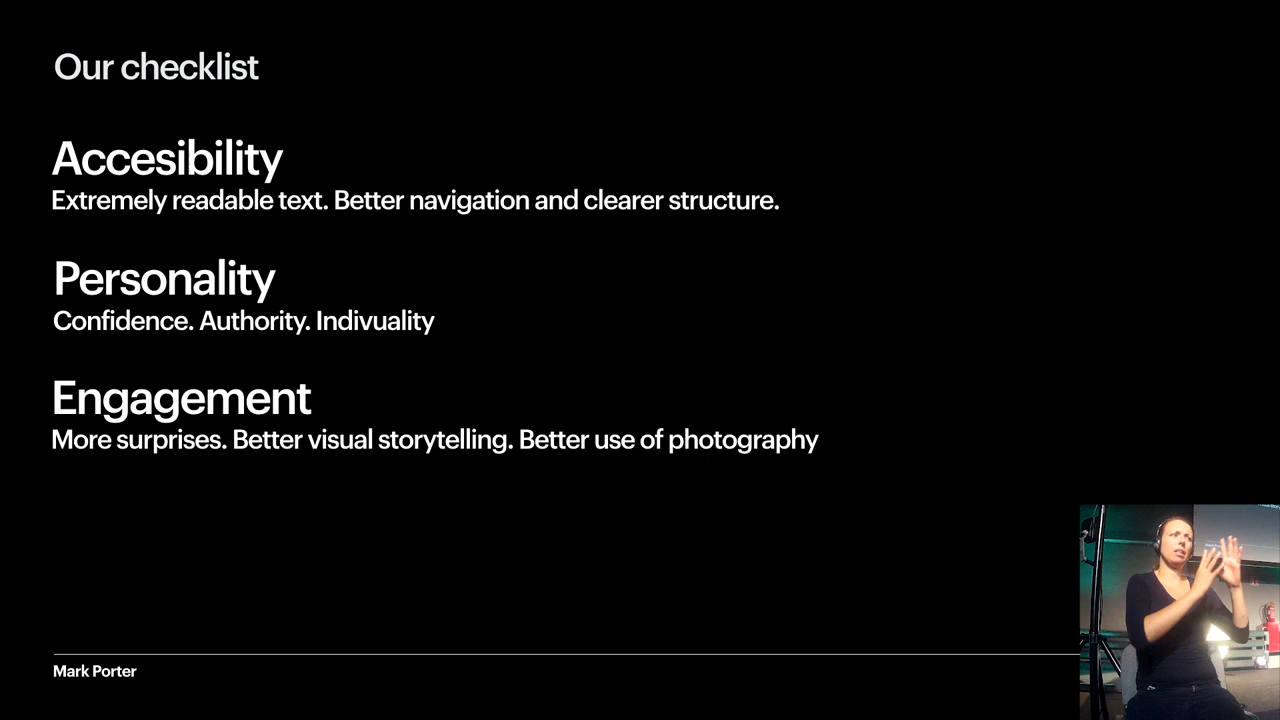 Our checklist
Accesibility
Extremely readable text. Better navigation and clearer structure.
Personality
Confidence. Authority. Indivuality
Engagement
More surprises. Better visual storytelling. Better use of photography
Mark Porter